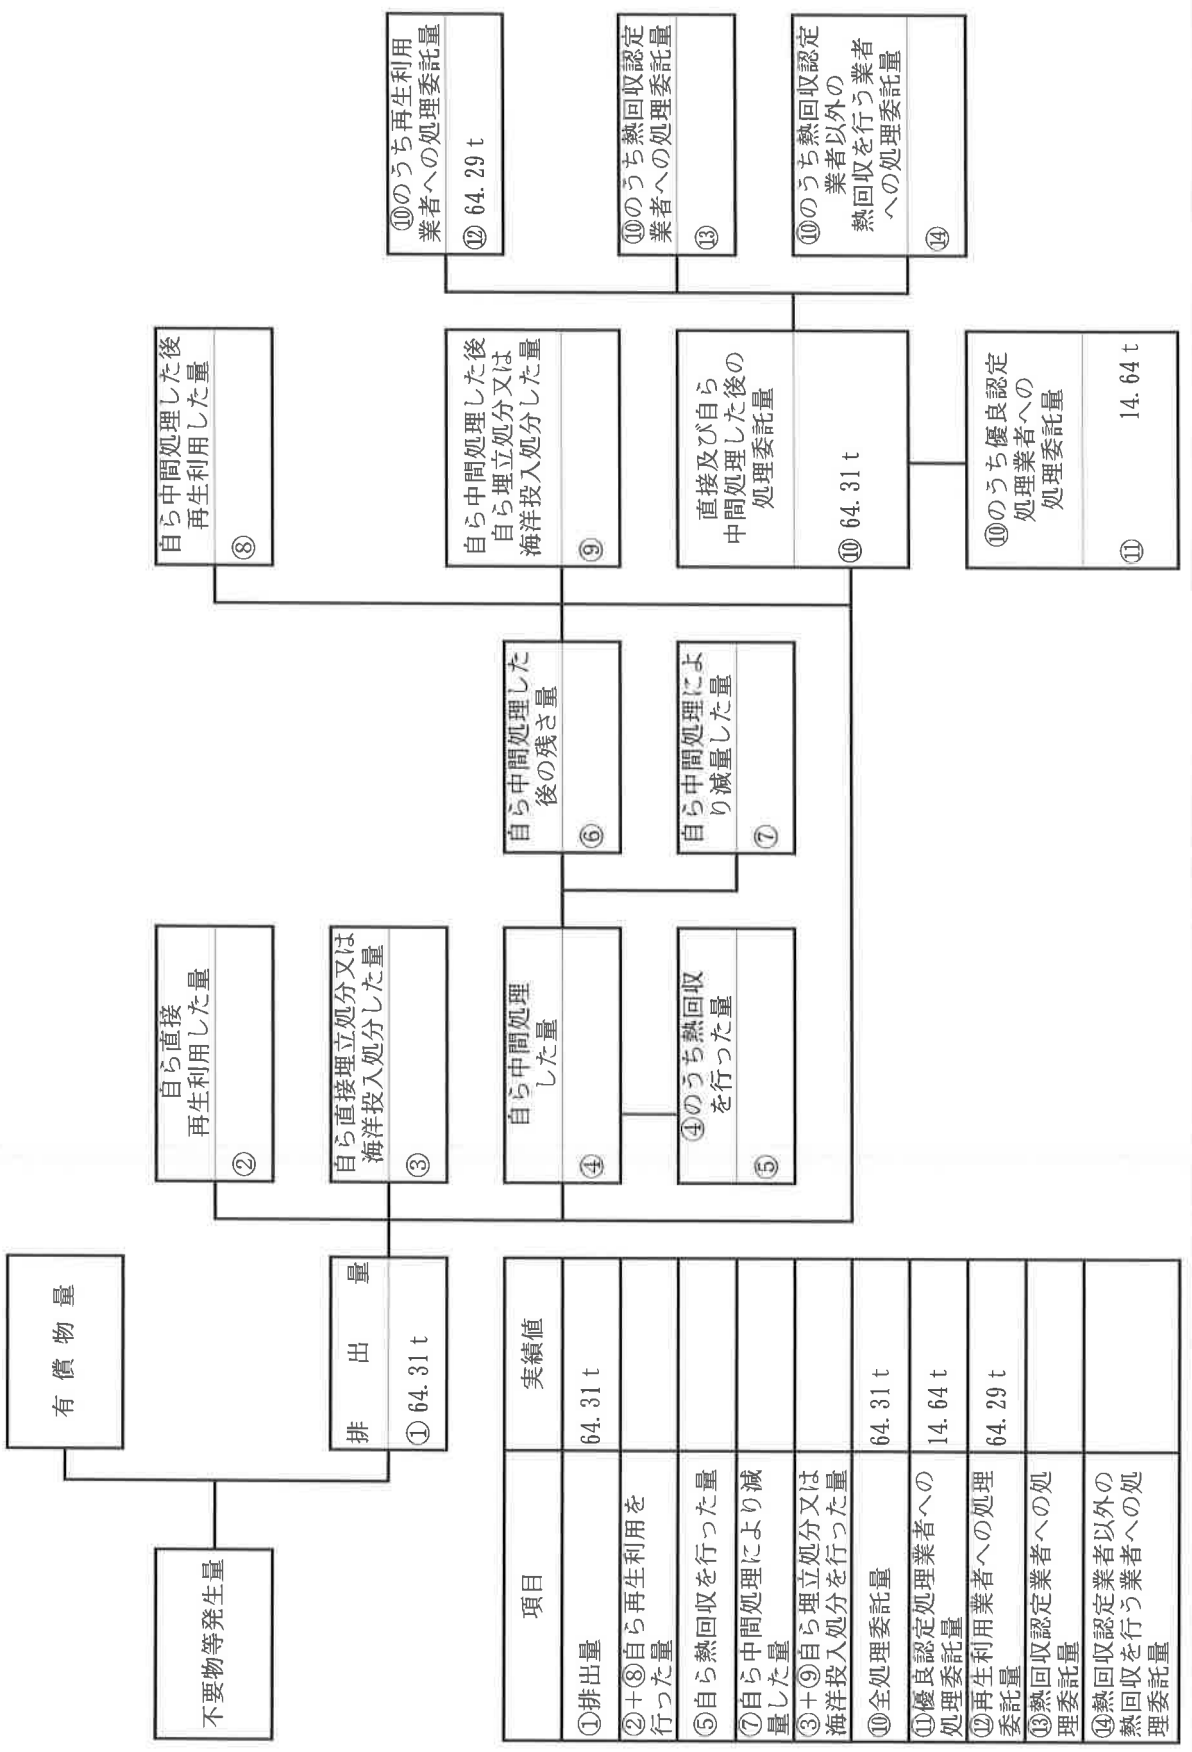 不要物等発生量
有償物量
排出量
①64.31t
自ら直接
再生利用した量
②
自ら直接埋立処分又は
海洋投入処分した量
③
自ら中間処理
した量
④
④のうち熱回収
を行った量
⑤
自ら中間処理した
後の残さ量
⑥
自ら中間処理によ
り減量した量
⑦
自ら中間処理した後
再生利用した量
⑧
自ら中間処理した後
自ら埋立処分又は
海洋投入処分した量
⑨
直接及び自ら
中間処理した後の
処理委託量
⑩64.31t
⑩のうち優良認定
処理業者への
処理委託量
⑪ 14.64t
⑩のうち再生利用
業者への処理委託量
⑫64.29t
⑩のうち熱回収認定
業者への処理委託量
⑬
⑩のうち熱回収認定
業者以外の
熱回収を行う業者
への処理委託量
⑭
項目 実績値
①排出量 64.31t
②+⑧自ら再生利用を
行った量
⑤自ら熱回収を行った量
⑦自ら中間処理により減
量した量
③+⑨自ら埋立処分又は
海洋投入処分を行った量
⑩全処理委託量 64.31t
⑪優良認定処理業者への
処理委託量 14.64t
⑫再生利用業者への処理
委託量 64.29t
⑬熱回収認定業者への処
理委託量
⑭熱回収認定業者以外の
熱回収を行う業者への処
理委託量